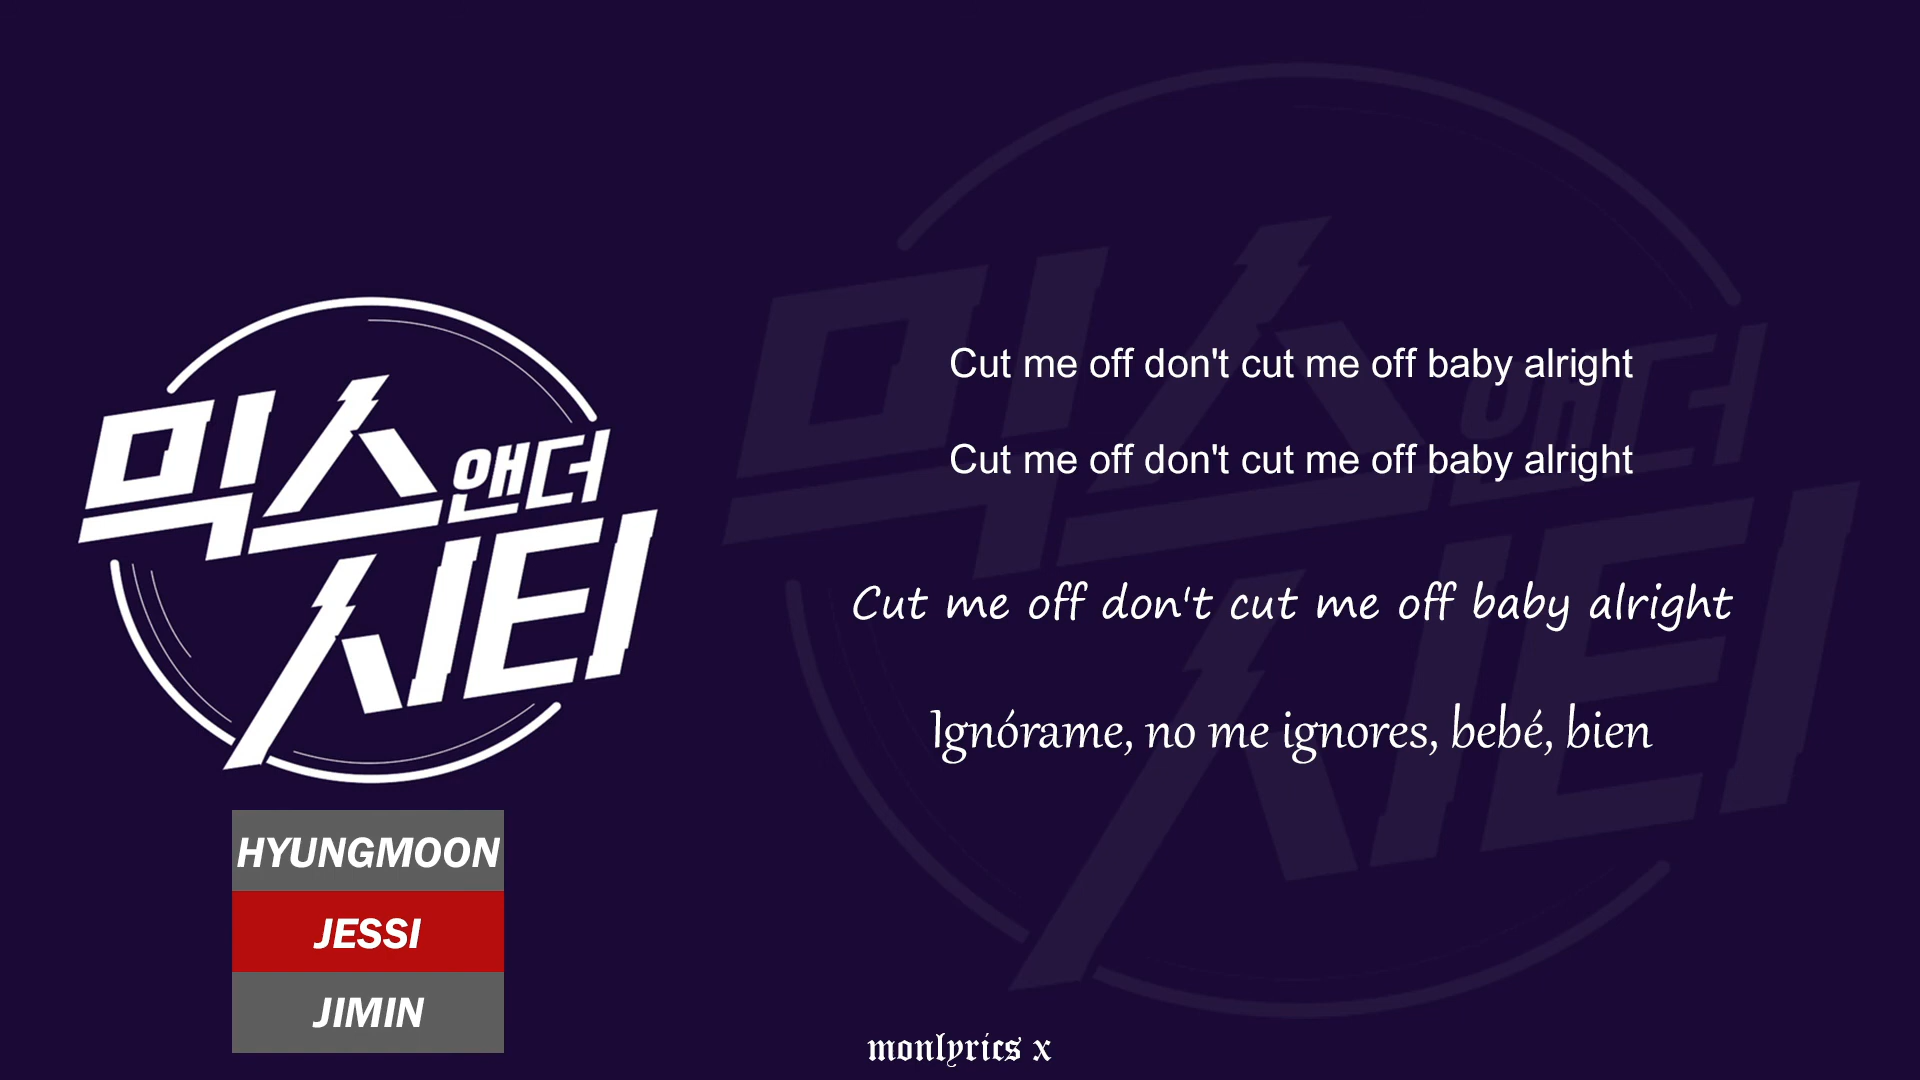 믹스앤더
시티
Cut me off don't cut me off baby alright
Cut me off don't cut me off baby alright
Cut me off don't cut me off baby alright
Ignórame, no me ignores, bebé, bien
HYUNGMOON
JESSI
JIMIN
monlyrics x